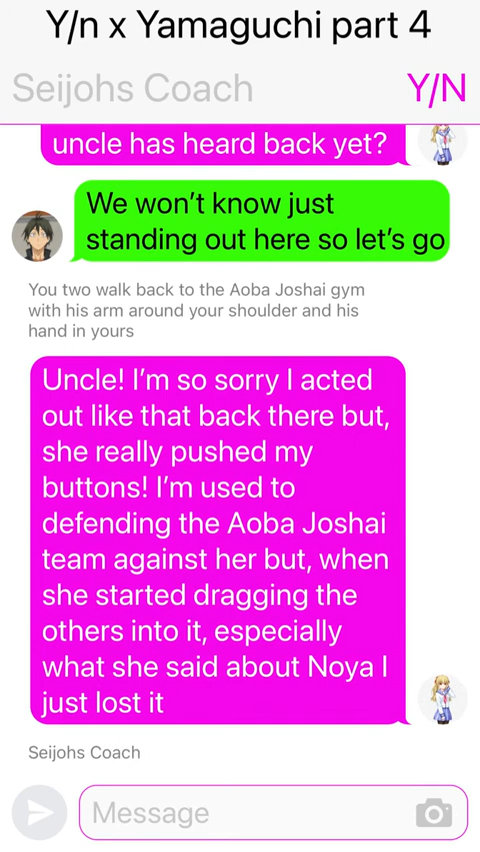 Y/n x Yamaguchi part 4
Seijohs Coach
Y/N
uncle has heard back yet?
We won't know just
standing out here so let's go
You two walk back to the Aoba Joshai gym
with his arm around your shoulder and his
hand in yours
Uncle! I'm so sorry I acted
out like that back there but,
she really pushed my
buttons! I'm used to
defending the Aoba Joshai
team against her but, when
she started dragging the
others into it, especially
what she said about Noya I
just lost it
Seijohs Coach
Message